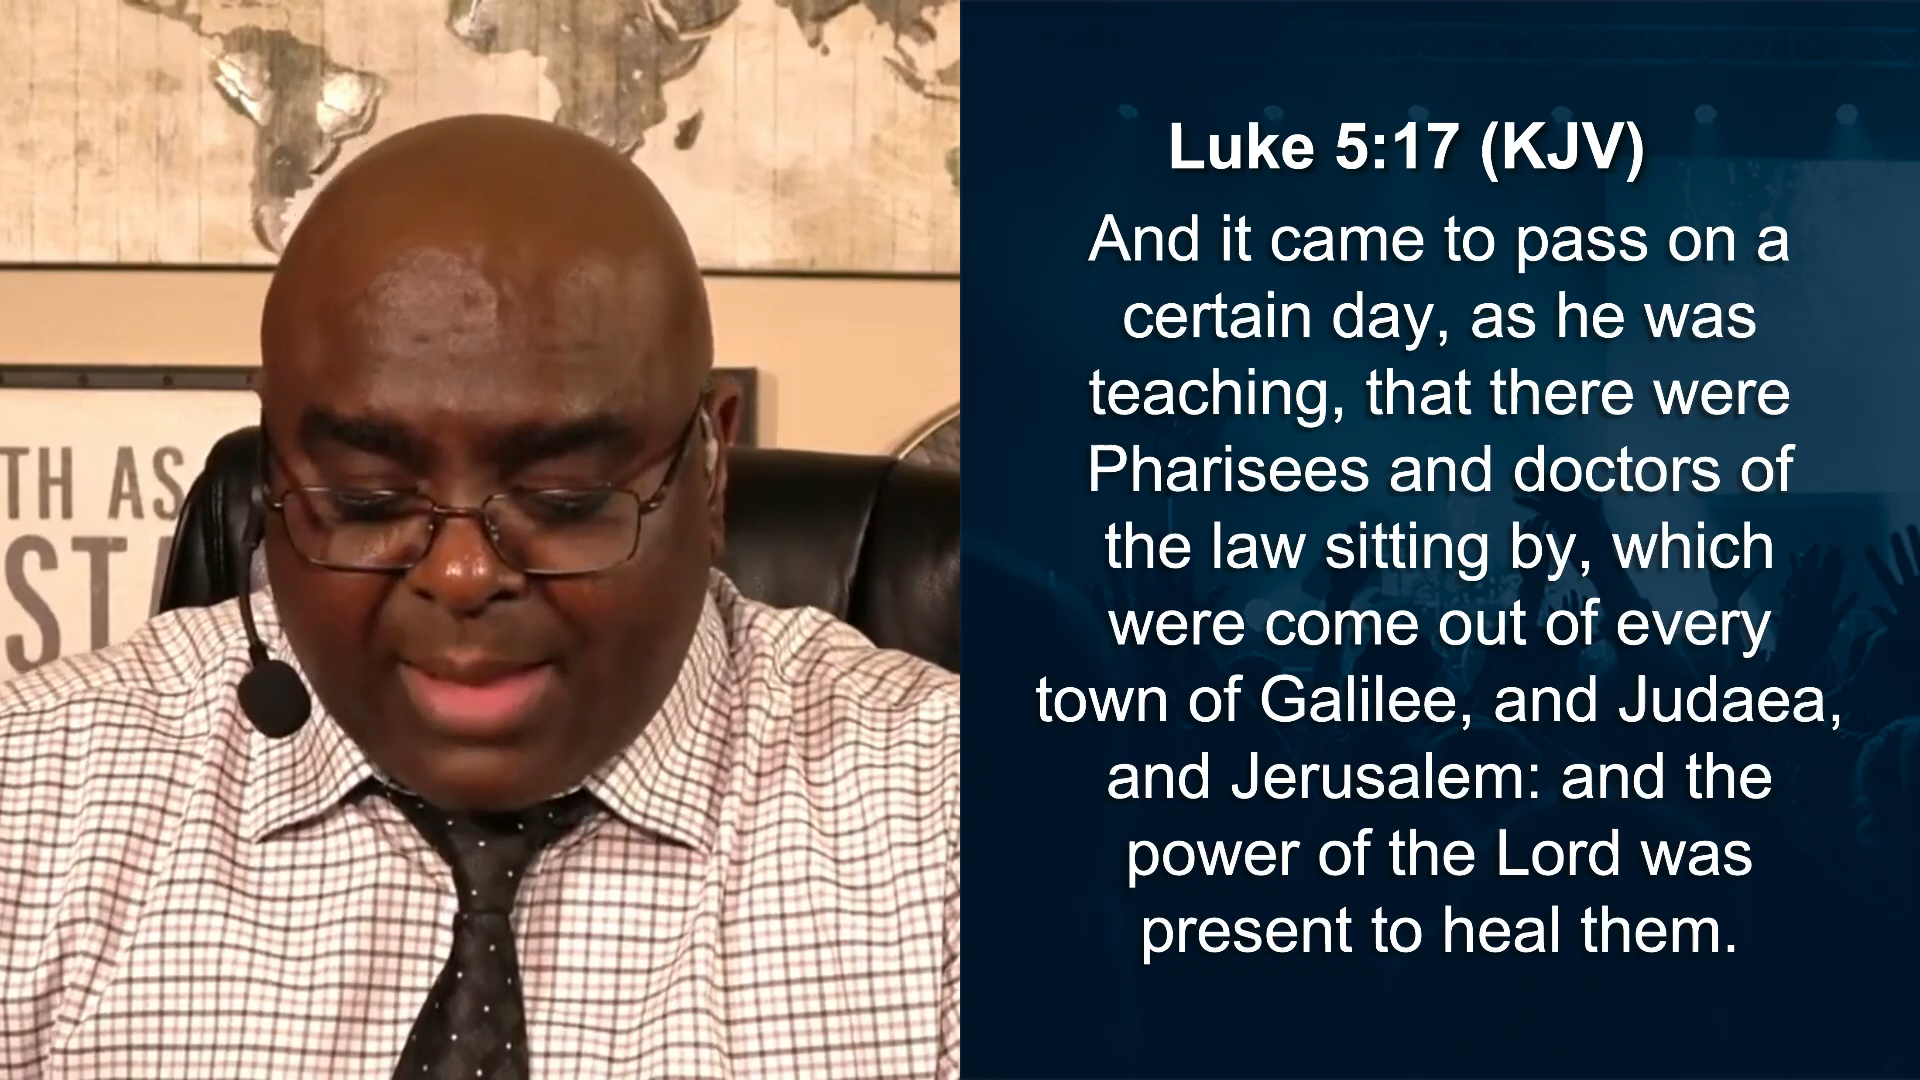 TH AS
STA
Luke 5:17 (KJV)
And it came to pass on a
certain day, as he was
teaching, that there were
Pharisees and doctors of
the law sitting by, which
were come out of every
town of Galilee, and Judaea,
and Jerusalem: and the
power of the Lord was
present to heal them.